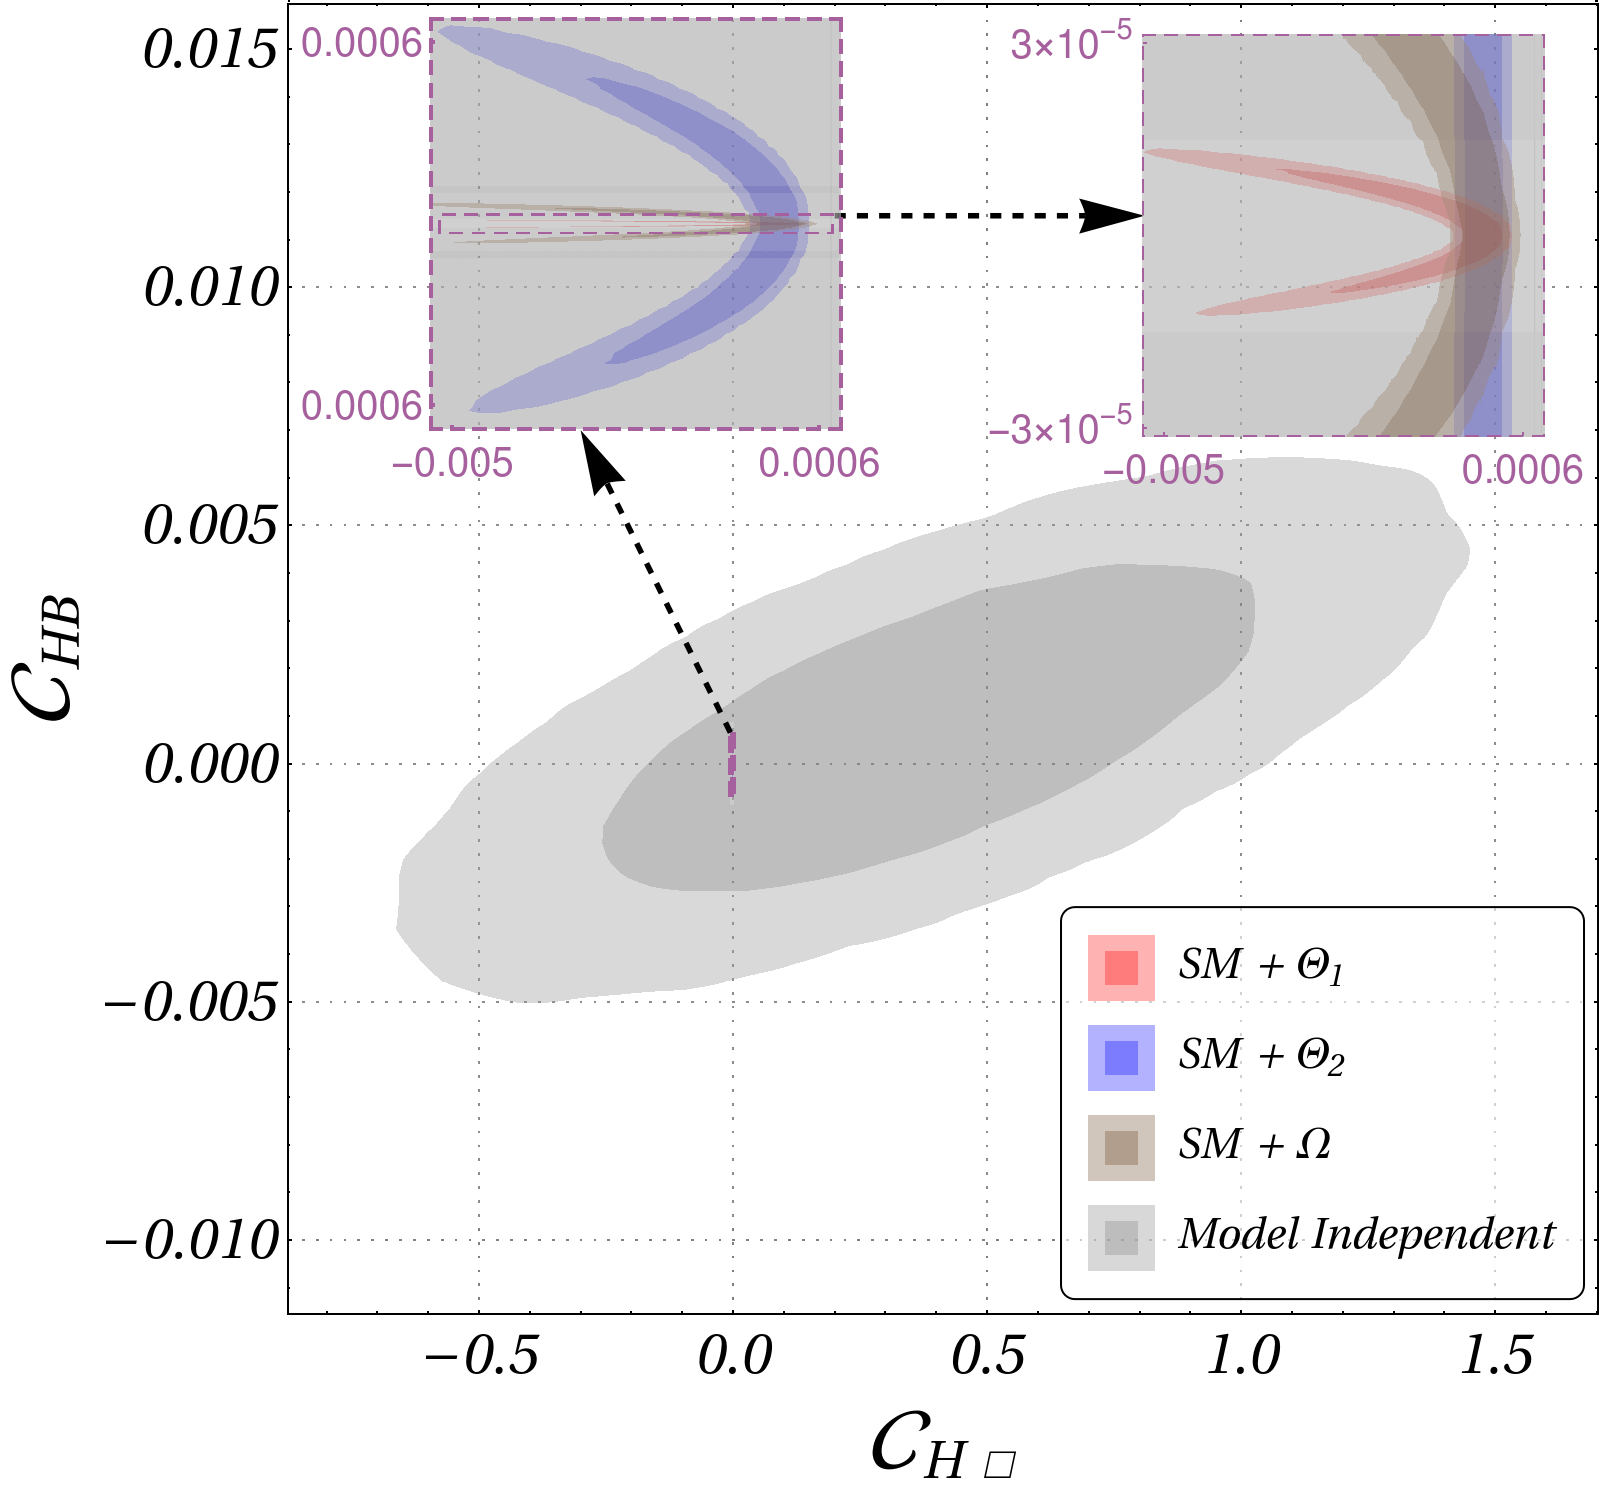 0.015
0.010
0.005
0.000
−0.005
−0.010
C_HB
0.0006
0.0006
−0.005 0.0006
3×10⁻⁵
−3×10⁻⁵
−0.005 0.0006
SM + Θ₁
SM + Θ₂
SM + Ω
Model Independent
−0.5 0.0 0.5 1.0 1.5
C_H □